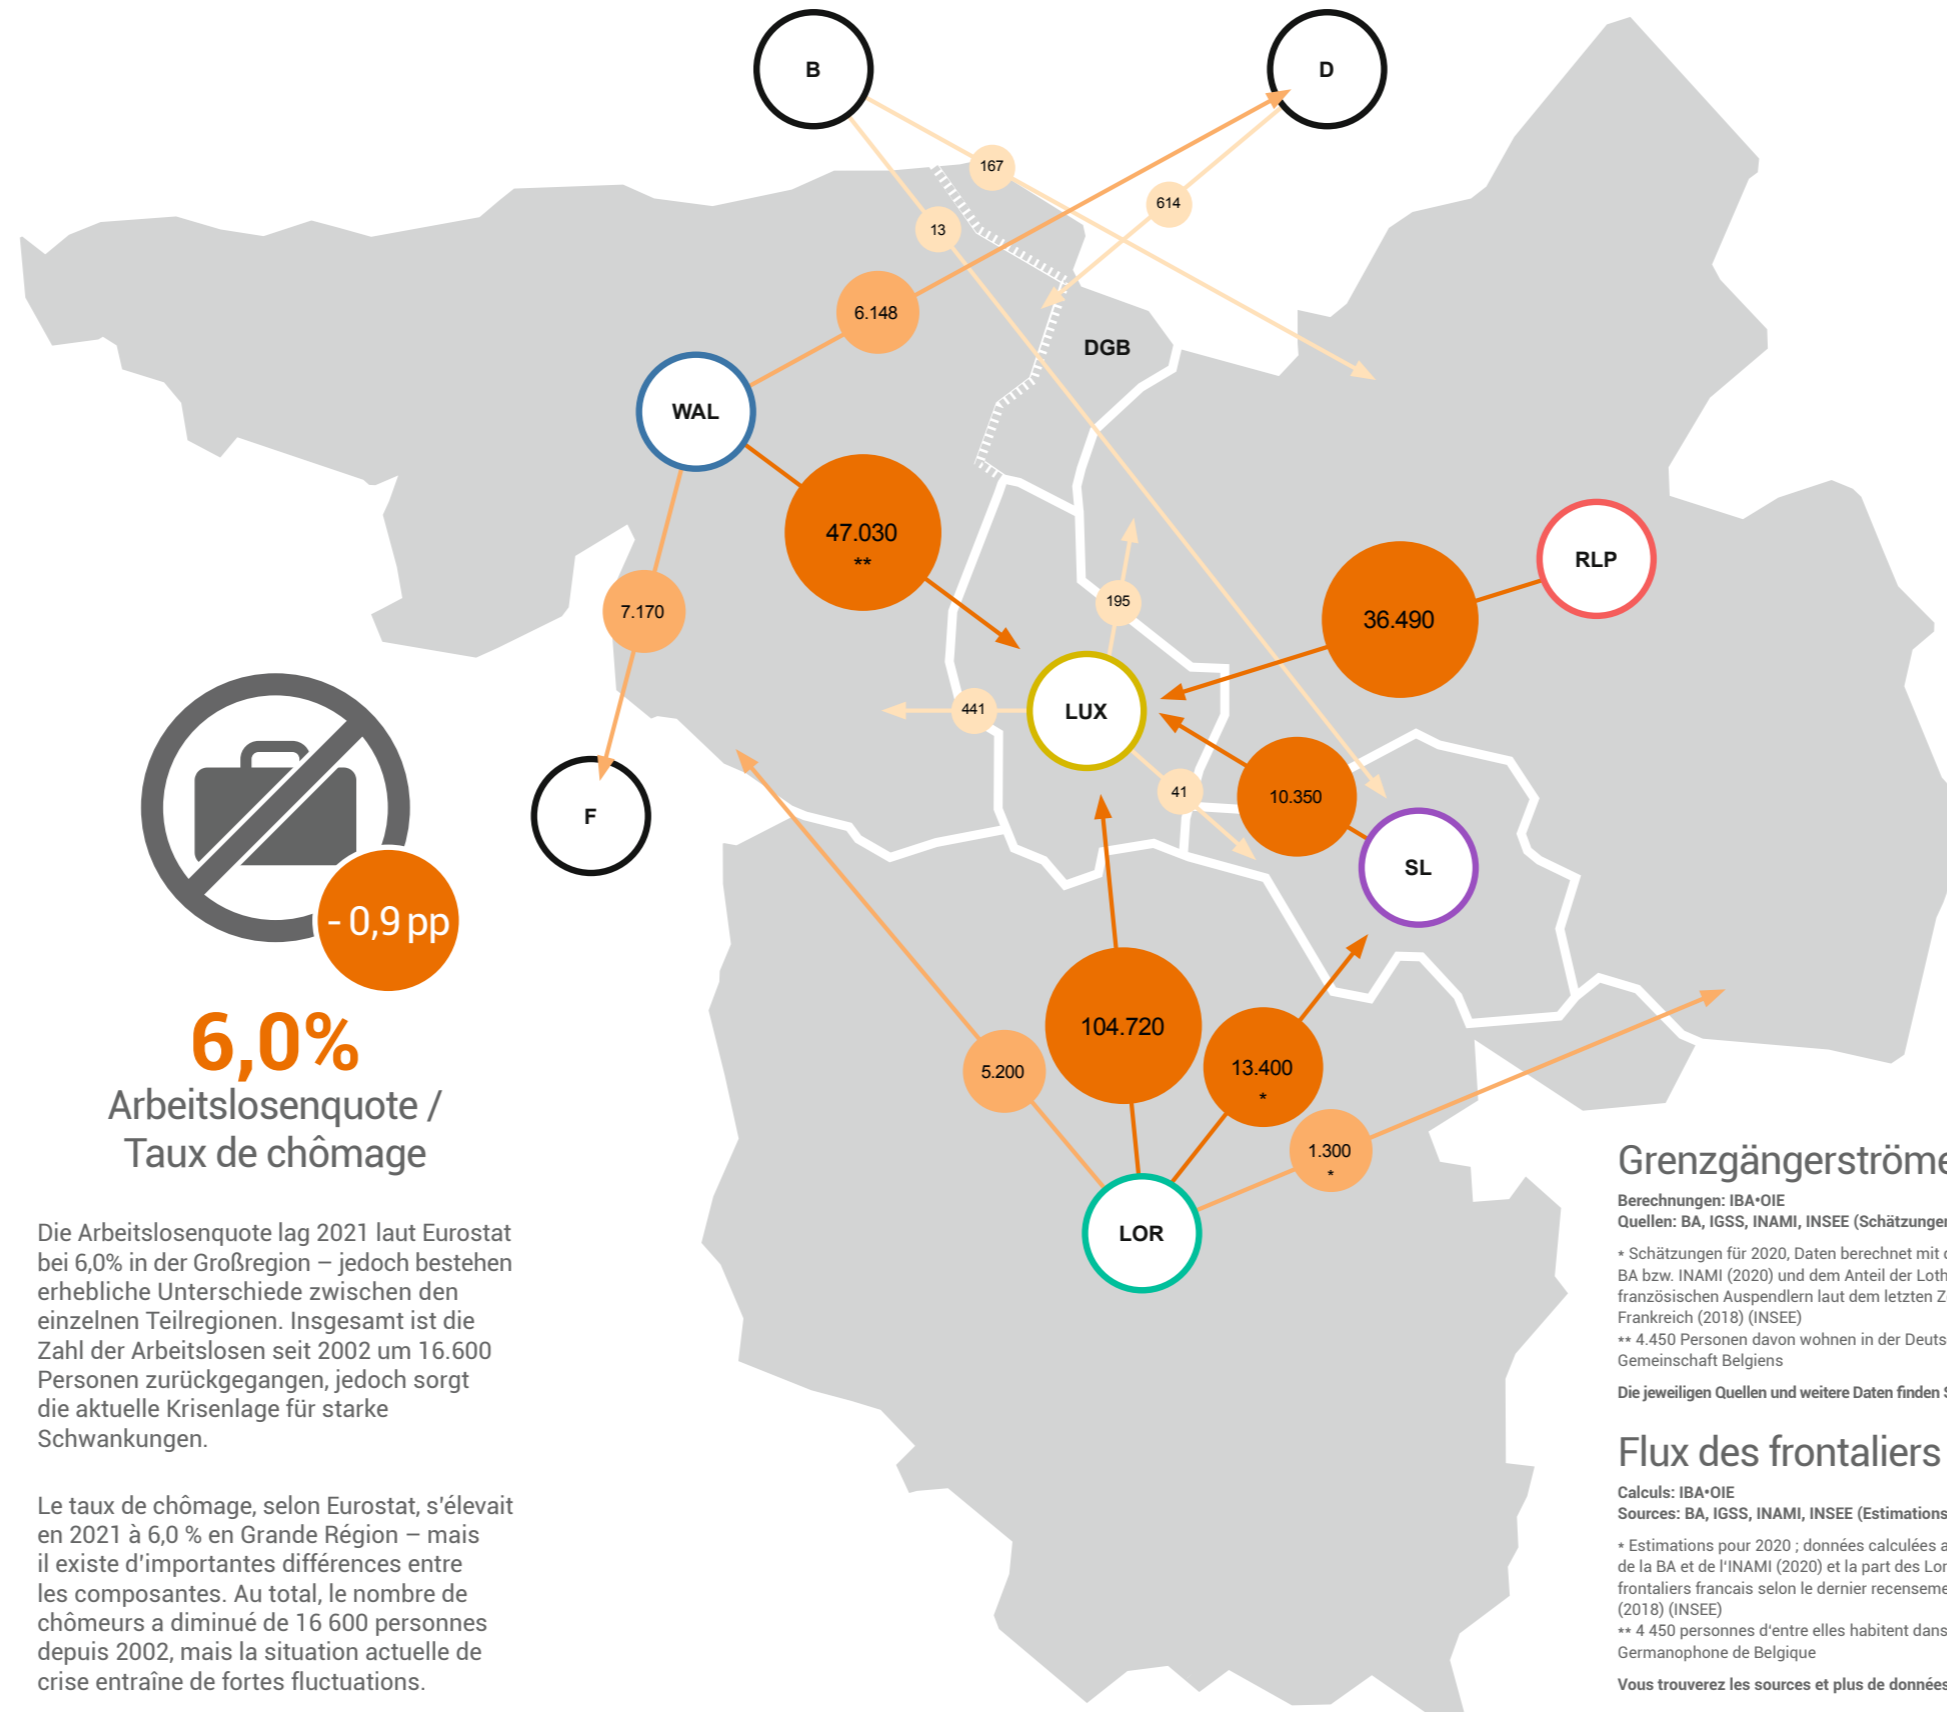 B
D
167
614
13
6.148
DGB
WAL
47.030
**
RLP
195
36.490
7.170
441
LUX
41
10.350
F
SL
- 0,9 pp
6,0%
Arbeitslosenquote /
Taux de chômage
104.720
5.200
13.400
*
1.300
*
LOR
Die Arbeitslosenquote lag 2021 laut Eurostat
bei 6,0% in der Großregion – jedoch bestehen
erhebliche Unterschiede zwischen den
einzelnen Teilregionen. Insgesamt ist die
Zahl der Arbeitslosen seit 2002 um 16.600
Personen zurückgegangen, jedoch sorgt
die aktuelle Krisenlage für starke
Schwankungen.
Le taux de chômage, selon Eurostat, s'élevait
en 2021 à 6,0 % en Grande Région – mais
il existe d'importantes différences entre
les composantes. Au total, le nombre de
chômeurs a diminué de 16 600 personnes
depuis 2002, mais la situation actuelle de
crise entraîne de fortes fluctuations.
Grenzgängerströme
Berechnungen: IBA•OIE
Quellen: BA, IGSS, INAMI, INSEE (Schätzungen
* Schätzungen für 2020, Daten berechnet mit
BA bzw. INAMI (2020) und dem Anteil der Loth
französischen Auspendlern laut dem letzten Z
Frankreich (2018) (INSEE)
** 4.450 Personen davon wohnen in der Deuts
Gemeinschaft Belgiens
Die jeweiligen Quellen und weitere Daten finden S
Flux des frontaliers
Calculs: IBA•OIE
Sources: BA, IGSS, INAMI, INSEE (Estimations
* Estimations pour 2020 ; données calculées a
de la BA et de l'INAMI (2020) et la part des Lor
frontaliers francais selon le dernier recenseme
(2018) (INSEE)
** 4 450 personnes d'entre elles habitent dans
Germanophone de Belgique
Vous trouverez les sources et plus de données